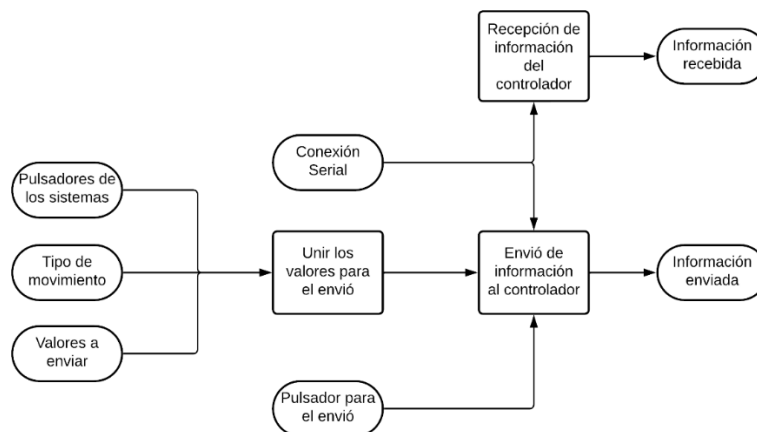 Recepción de
información
del
controlador
Información
recebida
Conexión
Serial
Pulsadores de
los sistemas
Tipo de
movimiento
Unir los
valores para
el envió
Envió de
información
al controlador
Información
enviada
Valores a
enviar
Pulsador para
el envió